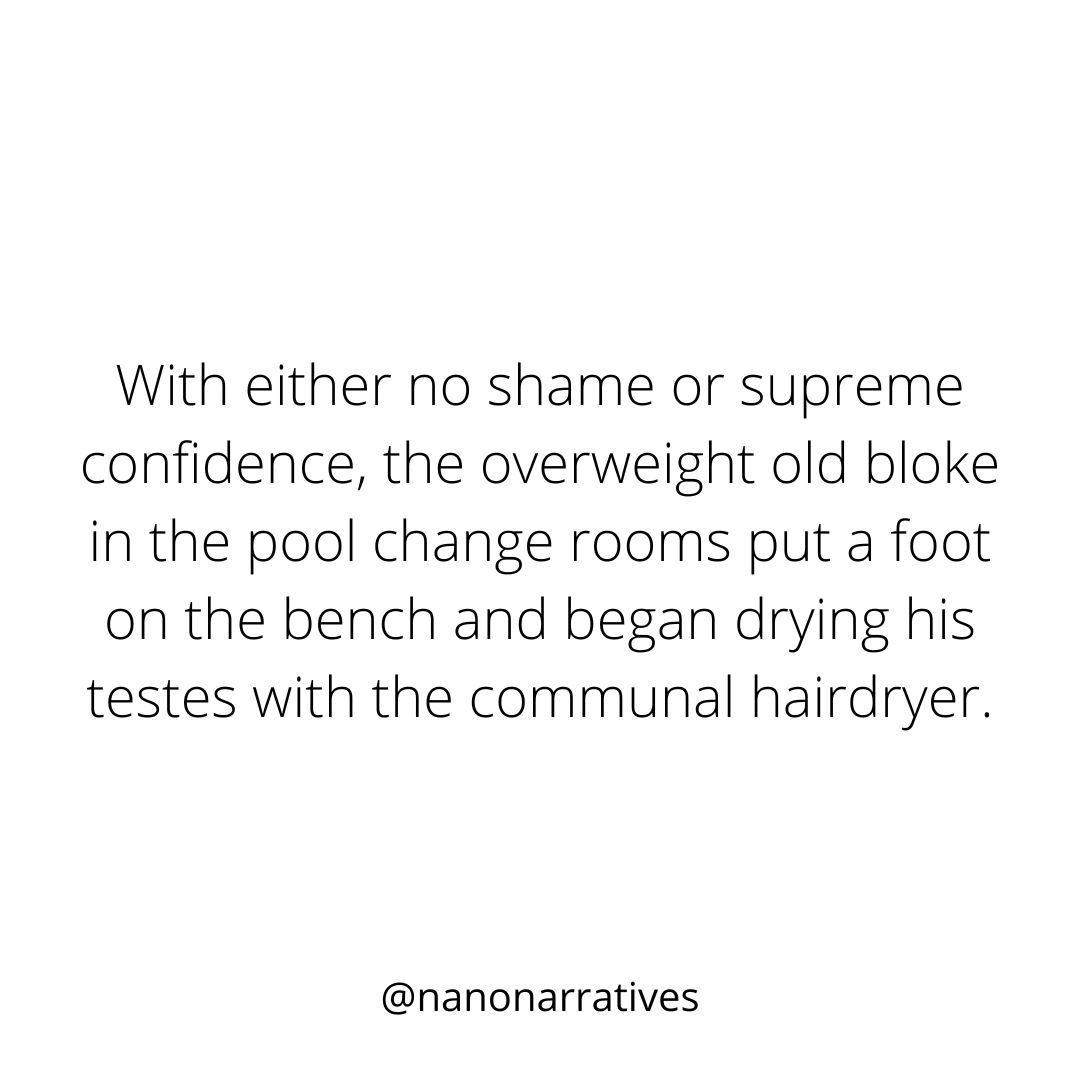 With either no shame or supreme
confidence, the overweight old bloke
in the pool change rooms put a foot
on the bench and began drying his
testes with the communal hairdryer.
@nanonarratives